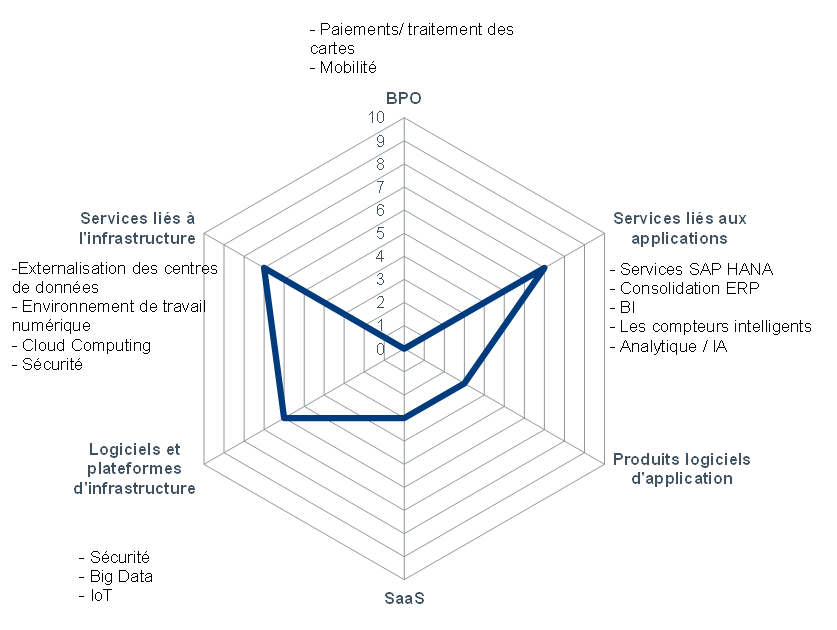 - Paiements/ traitement des
cartes
- Mobilité
BPO
10
9
8
7
6
5
4
3
2
1
0
Services liés à
l'infrastructure
-Externalisation des centres
de données
- Environnement de travail
numérique
- Cloud Computing
- Sécurité
Services liés aux
applications
- Services SAP HANA
- Consolidation ERP
- BI
- Les compteurs intelligents
- Analytique / IA
Logiciels et
plateformes
d'infrastructure
Produits logiciels
d'application
- Sécurité
- Big Data
- IoT
SaaS